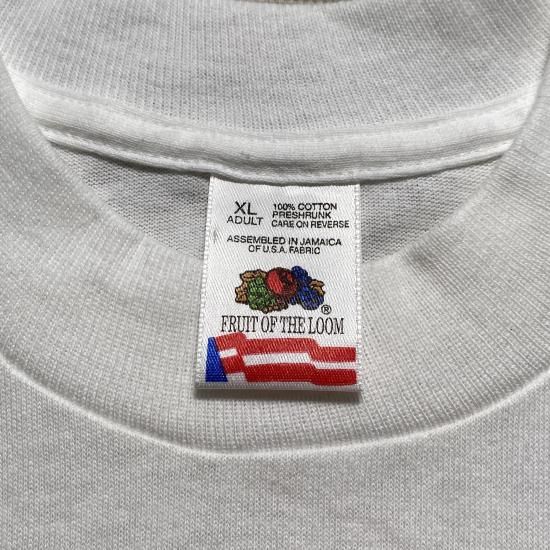 XL
ADULT
100% COTTON
PRESHRUNK
CARE ON REVERSE
ASSEMBLED IN JAMAICA
OF U.S.A. FABRIC
®
FRUIT OF THE LOOM